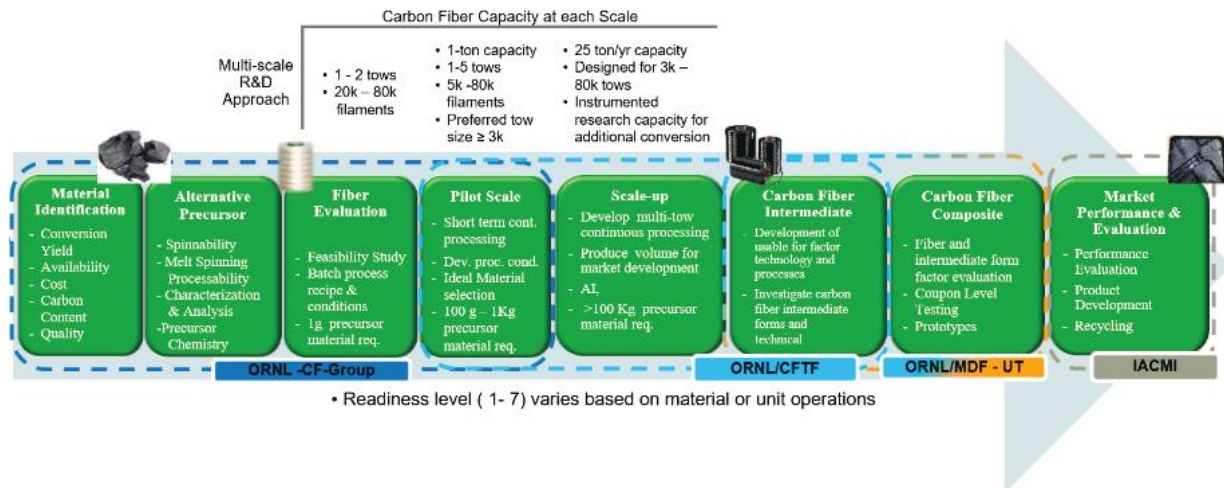 Carbon Fiber Capacity at each Scale
Multi-scale
R&D
Approach
• 1 - 2 tows
• 20k – 80k
filaments
• 1-ton capacity
• 1-5 tows
• 5k -80k
filaments
• Preferred tow
size ≥ 3k
• 25 ton/yr capacity
• Designed for 3k –
80k tows
• Instrumented
research capacity for
additional conversion
Material
Identification
- Conversion
Yield
- Availability
- Cost
- Carbon
Content
- Quality
Alternative
Precursor
- Spinnability
- Melt Spinning
Processability
- Characterization
& Analysis
-Precursor
Chemistry
Fiber
Evaluation
- Feasibility Study
- Batch process
recipe &
conditions
- 1g precursor
material req.
Pilot Scale
- Short term cont.
processing
- Dev. proc. cond.
- Ideal Material
selection
- 100 g – 1Kg
precursor
material req.
Scale-up
- Develop multi-tow
continuous processing
- Produce volume for
market development
- AI,
- >100 Kg precursor
material req.
Carbon Fiber
Intermediate
- Development of
usable for factor
technology and
processes
- Investigate carbon
fiber intermediate
forms and
technical
Carbon Fiber
Composite
- Fiber and
intermediate form
factor evaluation
- Coupon Level
Testing
- Prototypes
Market
Performance &
Evaluation
- Performance
Evaluation
- Product
Development
- Recycling
ORNL -CF-Group
ORNL/CFTF
ORNL/MDF - UT
IACMI
• Readiness level ( 1- 7) varies based on material or unit operations